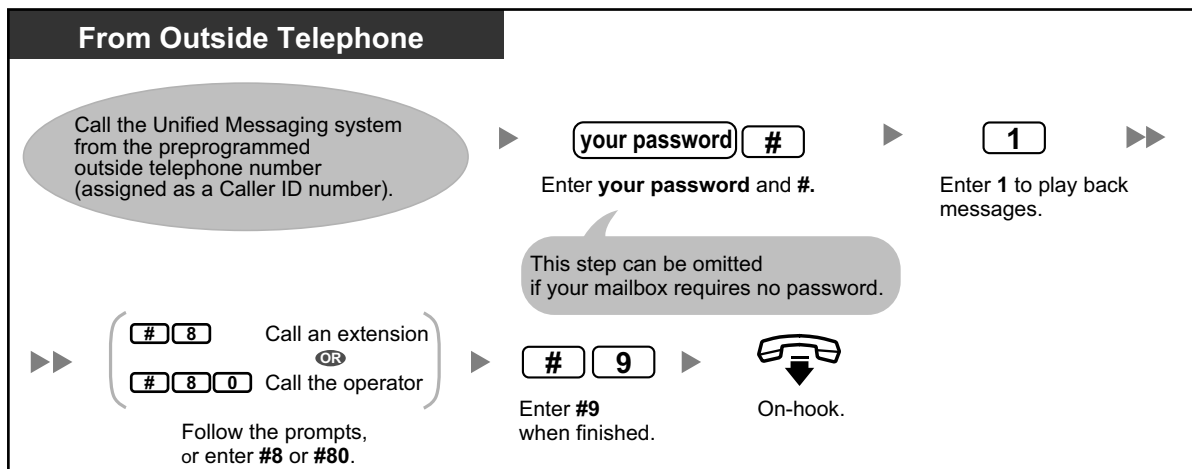 From Outside Telephone
Call the Unified Messaging system
from the preprogrammed
outside telephone number
(assigned as a Caller ID number).
your password #
Enter your password and #.
This step can be omitted
if your mailbox requires no password.
1
Enter 1 to play back
messages.
# 8 Call an extension
OR
# 8 0 Call the operator
Follow the prompts,
or enter #8 or #80.
# 9
Enter #9
when finished.
On-hook.